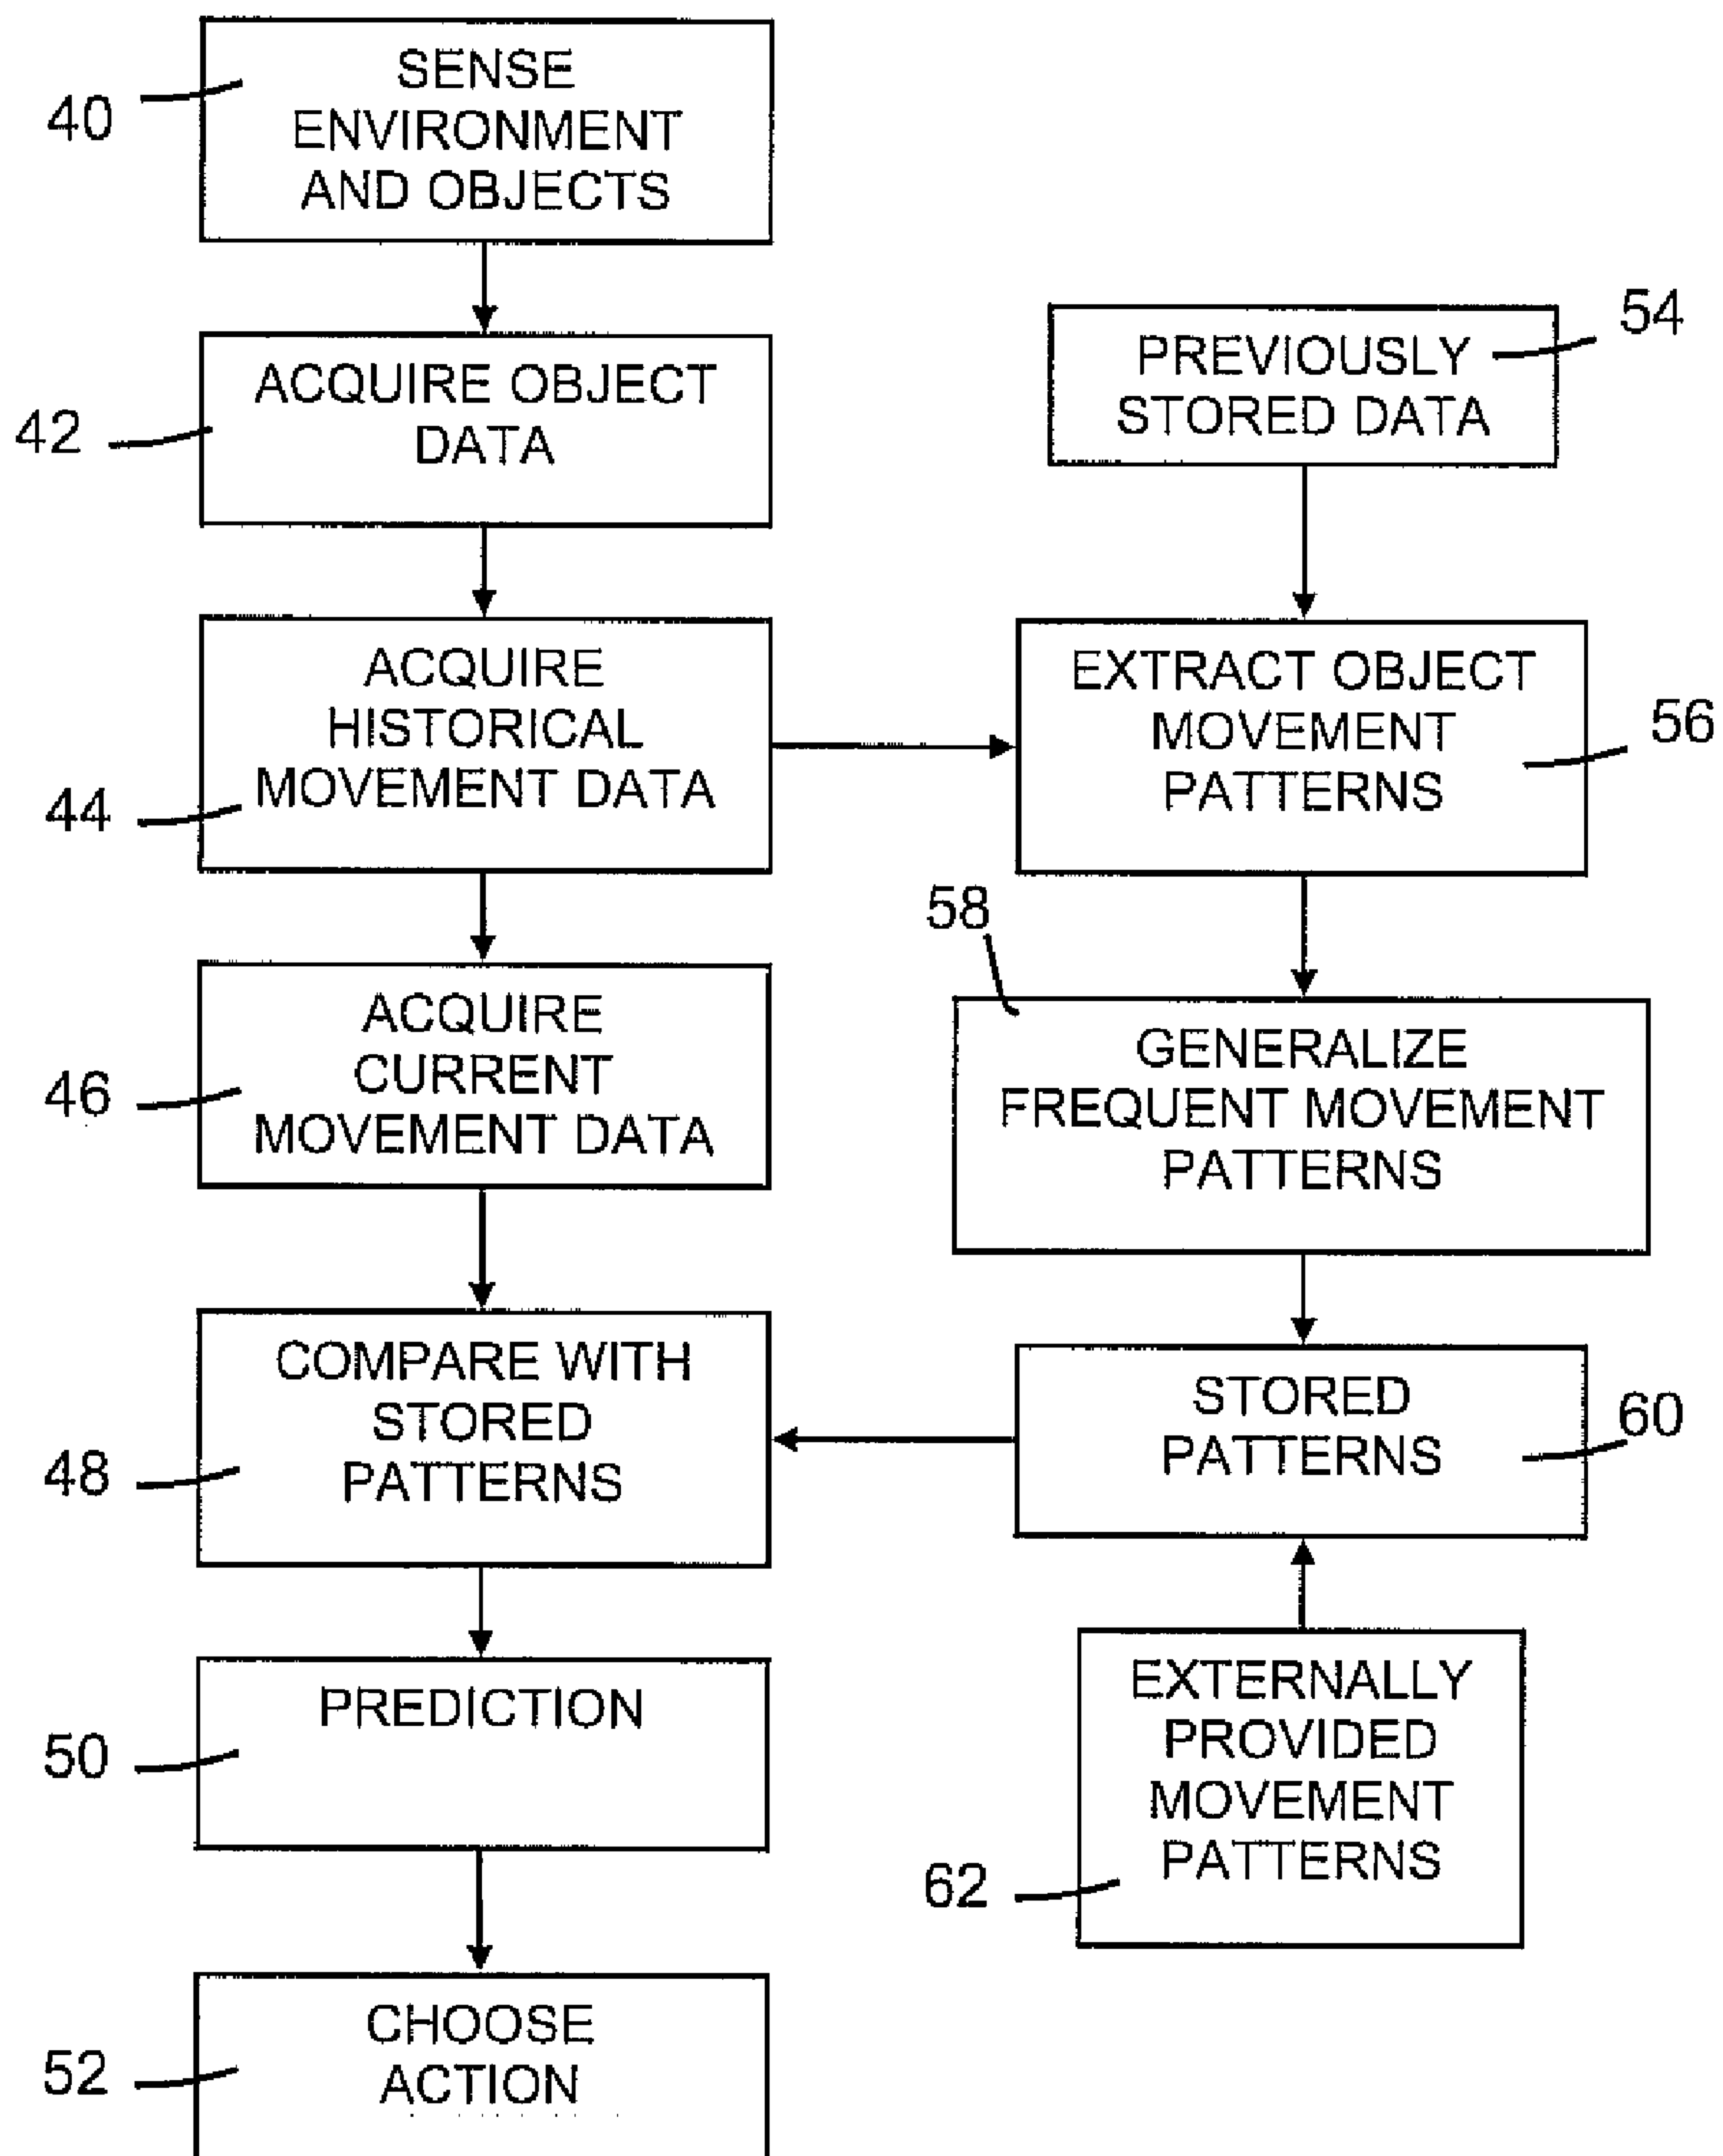 40
SENSE
ENVIRONMENT
AND OBJECTS
42
ACQUIRE OBJECT
DATA
44
ACQUIRE
HISTORICAL
MOVEMENT DATA
46
ACQUIRE
CURRENT
MOVEMENT DATA
48
COMPARE WITH
STORED
PATTERNS
50
PREDICTION
52
CHOOSE
ACTION
54
PREVIOUSLY
STORED DATA
56
EXTRACT OBJECT
MOVEMENT
PATTERNS
58
GENERALIZE
FREQUENT MOVEMENT
PATTERNS
60
STORED
PATTERNS
62
EXTERNALLY
PROVIDED
MOVEMENT
PATTERNS